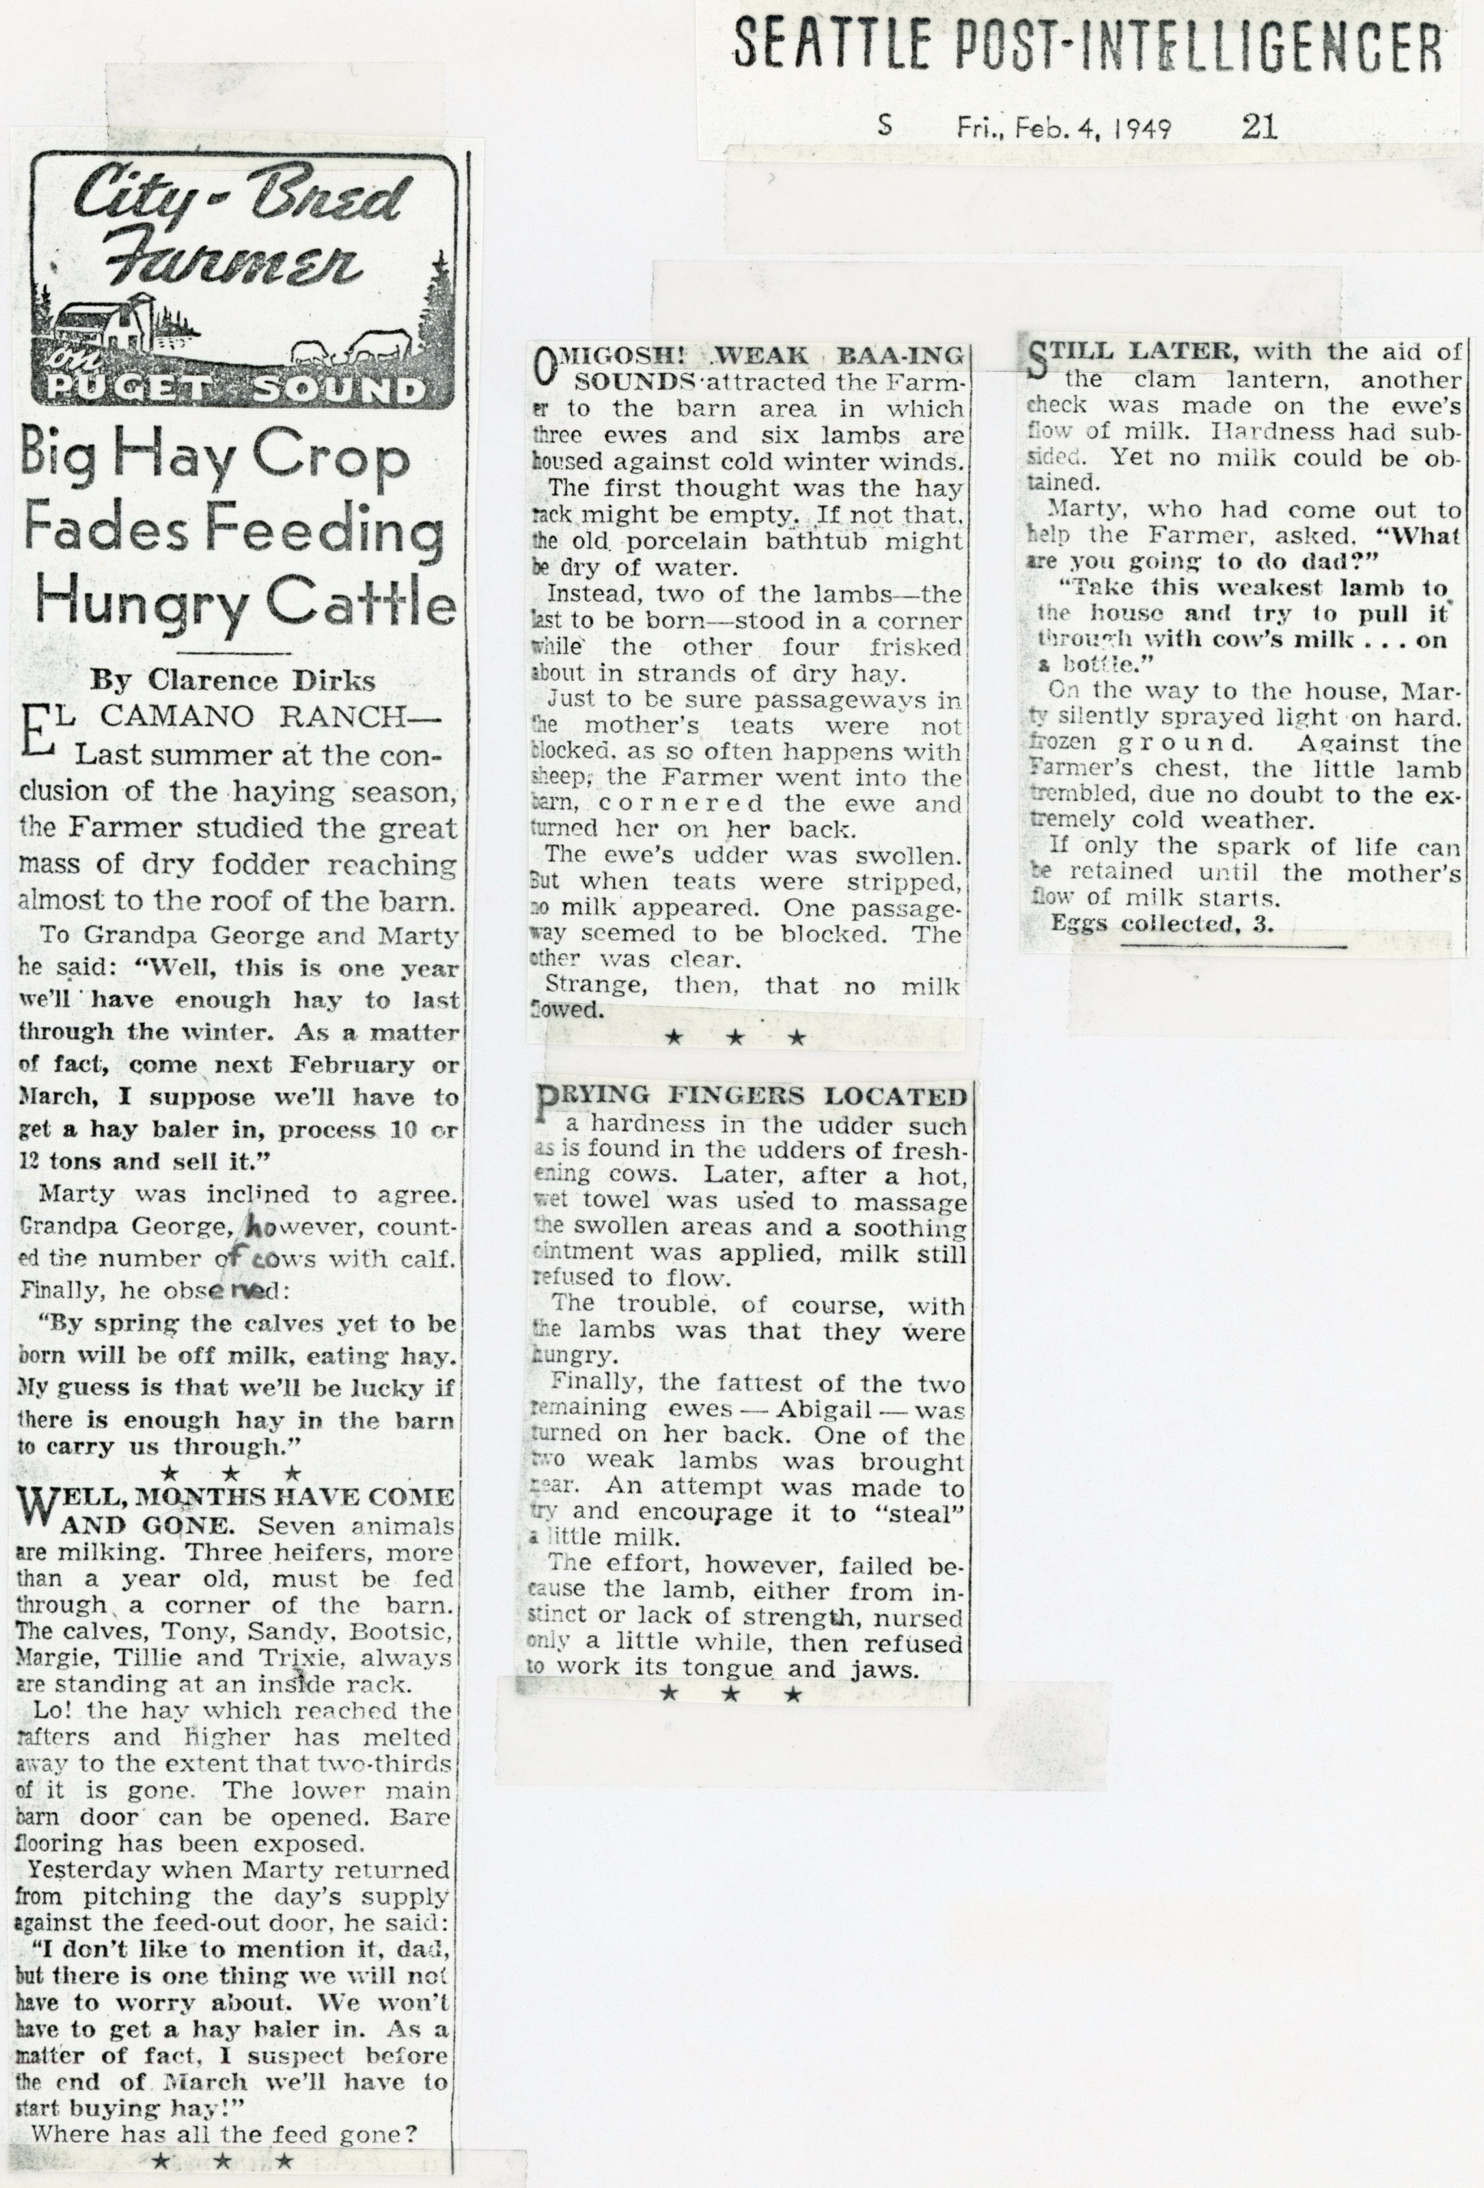 SEATTLE POST-INTELLIGENCER
S Fri., Feb. 4, 1949 21
City-Bred
Farmer
on
PUGET SOUND
Big Hay Crop
Fades Feeding
Hungry Cattle
By Clarence Dirks
EL CAMANO RANCH—
Last summer at the con-
clusion of the haying season,
the Farmer studied the great
mass of dry fodder reaching
almost to the roof of the barn.
To Grandpa George and Marty
he said: “Well, this is one year
we’ll have enough hay to last
through the winter. As a matter
of fact, come next February or
March, I suppose we’ll have to
get a hay baler in, process 10 or
12 tons and sell it.”
Marty was inclined to agree.
Grandpa George, however, count-
ed the number of cows with calf.
Finally, he observed:
“By spring the calves yet to be
born will be off milk, eating hay.
My guess is that we’ll be lucky if
there is enough hay in the barn
to carry us through.”
★ ★ ★
WELL, MONTHS HAVE COME
AND GONE. Seven animals
are milking. Three heifers, more
than a year old, must be fed
through a corner of the barn.
The calves, Tony, Sandy, Bootsie,
Margie, Tillie and Trixie, always
are standing at an inside rack.
Lo! the hay which reached the
rafters and higher has melted
away to the extent that two-thirds
of it is gone. The lower main
barn door can be opened. Bare
flooring has been exposed.
Yesterday when Marty returned
from pitching the day’s supply
against the feed-out door, he said:
“I don’t like to mention it, dad,
but there is one thing we will not
have to worry about. We won’t
have to get a hay baler in. As a
matter of fact, I suspect before
the end of March we’ll have to
start buying hay!”
Where has all the feed gone?
★ ★ ★
OMIGOSH! WEAK BAA-ING
SOUNDS attracted the Farm-
er to the barn area in which
three ewes and six lambs are
housed against cold winter winds.
The first thought was the hay
rack might be empty. If not that,
the old porcelain bathtub might
be dry of water.
Instead, two of the lambs—the
last to be born—stood in a corner
while the other four frisked
about in strands of dry hay.
Just to be sure passageways in
the mother’s teats were not
blocked, as so often happens with
sheep, the Farmer went into the
barn, cornered the ewe and
turned her on her back.
The ewe’s udder was swollen.
But when teats were stripped,
no milk appeared. One passage-
way seemed to be blocked. The
other was clear.
Strange, then, that no milk
flowed.
★ ★ ★
PRYING FINGERS LOCATED
a hardness in the udder such
as is found in the udders of fresh-
ening cows. Later, after a hot,
wet towel was used to massage
the swollen areas and a soothing
ointment was applied, milk still
refused to flow.
The trouble, of course, with
the lambs was that they were
hungry.
Finally, the fattest of the two
remaining ewes — Abigail — was
turned on her back. One of the
two weak lambs was brought
near. An attempt was made to
try and encourage it to “steal”
a little milk.
The effort, however, failed be-
cause the lamb, either from in-
stinct or lack of strength, nursed
only a little while, then refused
to work its tongue and jaws.
★ ★ ★
STILL LATER, with the aid of
the clam lantern, another
check was made on the ewe’s
flow of milk. Hardness had sub-
sided. Yet no milk could be ob-
tained.
Marty, who had come out to
help the Farmer, asked, “What
are you going to do dad?”
“Take this weakest lamb to
the house and try to pull it
through with cow’s milk . . . on
a bottle.”
On the way to the house, Mar-
ty silently sprayed light on hard,
frozen ground. Against the
Farmer’s chest, the little lamb
trembled, due no doubt to the ex-
tremely cold weather.
If only the spark of life can
be retained until the mother’s
flow of milk starts.
Eggs collected, 3.